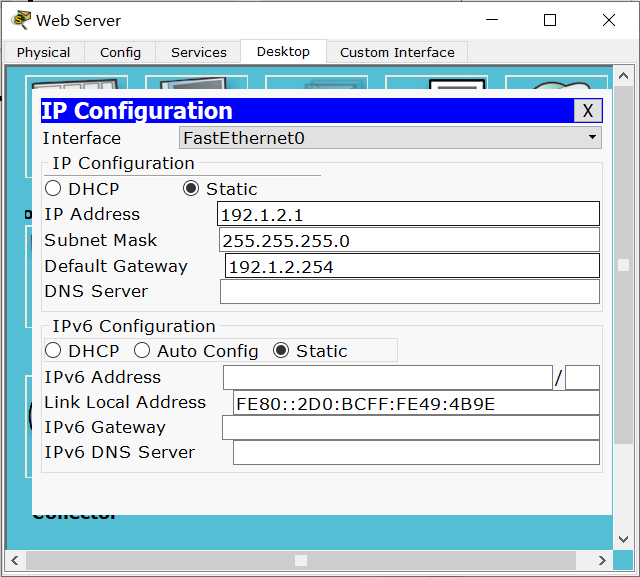 Web Server
Physical Config Services Desktop Custom Interface
IP Configuration X
Interface FastEthernet0
IP Configuration
DHCP Static
IP Address 192.1.2.1
Subnet Mask 255.255.255.0
Default Gateway 192.1.2.254
DNS Server
IPv6 Configuration
DHCP Auto Config Static
IPv6 Address /
Link Local Address FE80::2D0:BCFF:FE49:4B9E
IPv6 Gateway
IPv6 DNS Server
Collector